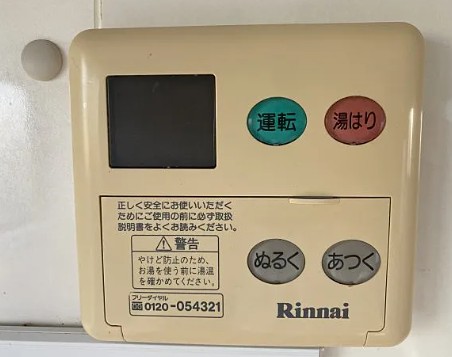 運転
湯はり
正しく安全にお使いいただく
ためにご使用の前に必ず取扱
説明書をよくお読みください。
警告
やけど防止のため、
お湯を使う前に湯温
を確かめてください。
フリーダイヤル
0120-054321
ぬるく
あつく
Rinnai